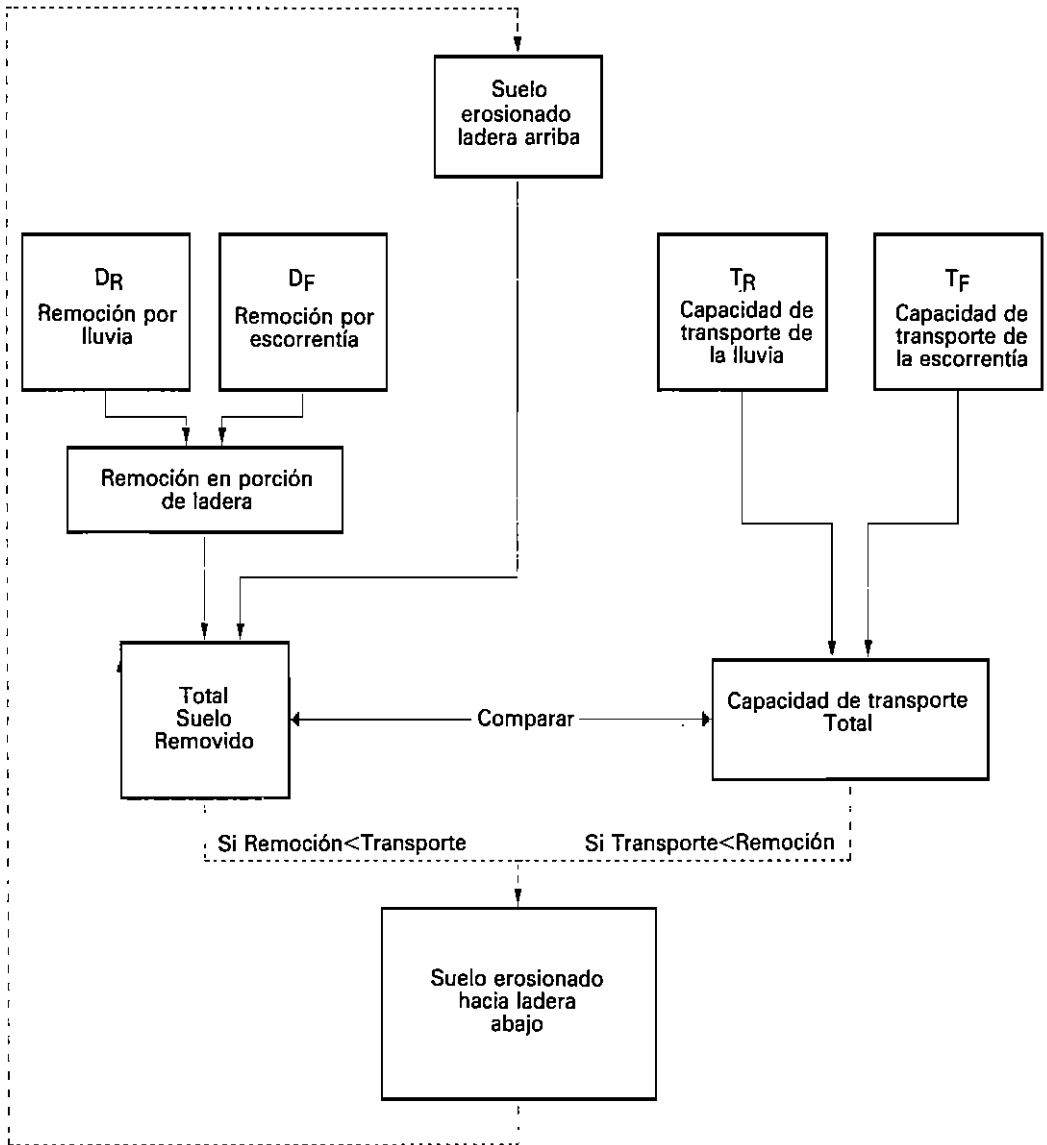 Suelo
erosionado
ladera arriba
DR
Remoción por
lluvia
DF
Remoción por
escorrentía
TR
Capacidad de
transporte de
la lluvia
TF
Capacidad de
transporte de
la escorrentía
Remoción en porción
de ladera
Total
Suelo
Removido
Comparar
Capacidad de transporte
Total
Si Remoción<Transporte
Si Transporte<Remoción
Suelo erosionado
hacia ladera
abajo